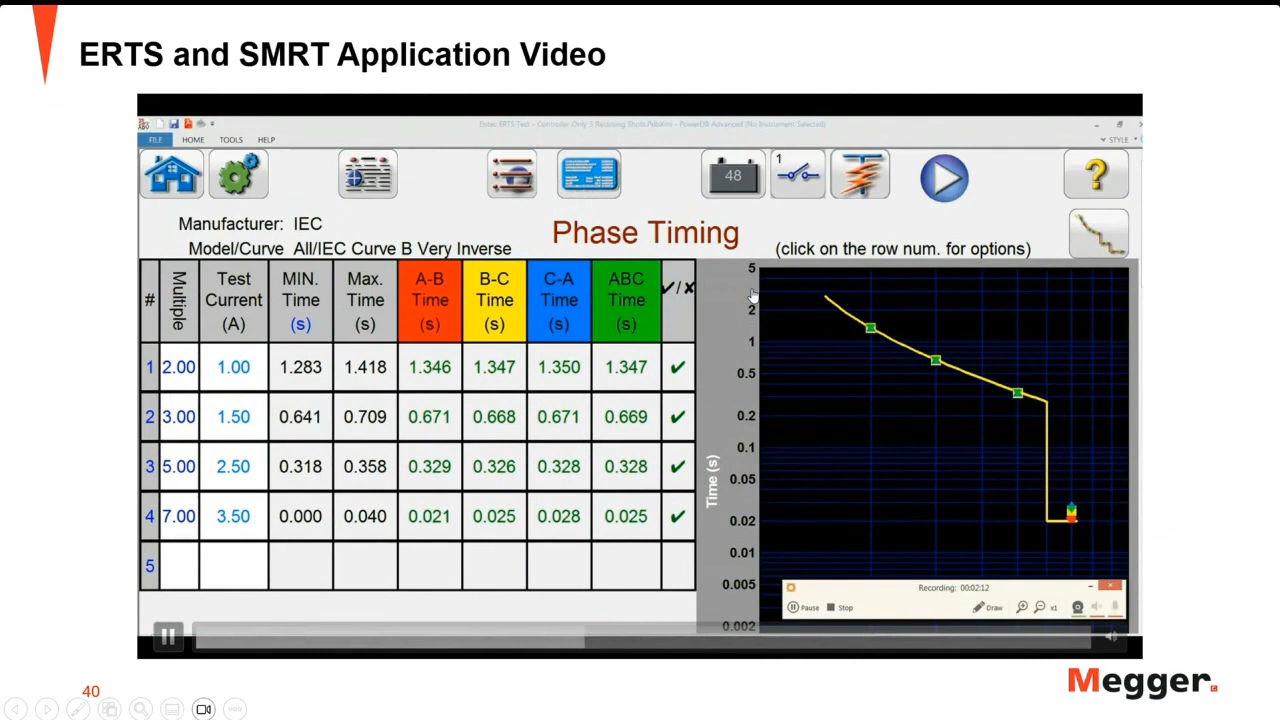 ERTS and SMRT Application Video
FILE HOME TOOLS HELP
STYLE
48
1
?
Manufacturer: IEC
Model/Curve All/IEC Curve B Very Inverse
Phase Timing
(click on the row num. for options)
# Multiple Test Current (A) MIN. Time (s) Max. Time (s) A-B Time (s) B-C Time (s) C-A Time (s) ABC Time (s) ✓/✗
1 2.00 1.00 1.283 1.418 1.346 1.347 1.350 1.347 ✓
2 3.00 1.50 0.641 0.709 0.671 0.668 0.671 0.669 ✓
3 5.00 2.50 0.318 0.358 0.329 0.326 0.328 0.328 ✓
4 7.00 3.50 0.000 0.040 0.021 0.025 0.028 0.025 ✓
5
Time (s)
5
2
1
0.5
0.2
0.1
0.05
0.02
0.01
0.005
0.002
Recording: 00:02:12
Pause Stop Draw x1
40
Megger.